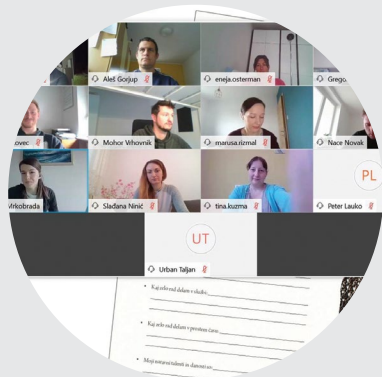 Aleš Gorjup
eneja.osterman
Grego
ovec
Mohor Vrhovnik
marusa.rizmal
Nace Novak
PL
Mrkobrada
Slađana Ninić
tina.kuzma
Peter Lauko
UT
Urban Taljan
• Kaj zelo rad delam v službi:
• Kaj zelo rad delam v prostem času:
• Moji notranji talenti in darovi so: